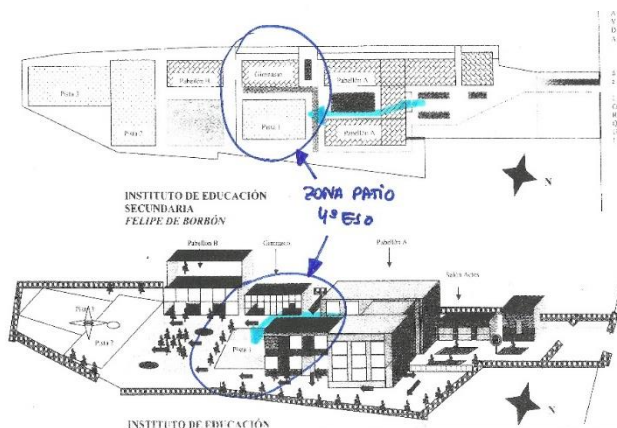 Pista 3
Pista 2
Pabellón B
Gimnasio
Pista 1
Pabellón A
Pabellón A
N
INSTITUTO DE EDUCACIÓN
SECUNDARIA
FELIPE DE BORBÓN
ZONA PATIO
4º ESO
Pabellón B
Gimnasio
Pabellón A
Salón Actos
Pista 3
Pista 2
Pista 1
N
INSTITUTO DE EDUCACIÓN